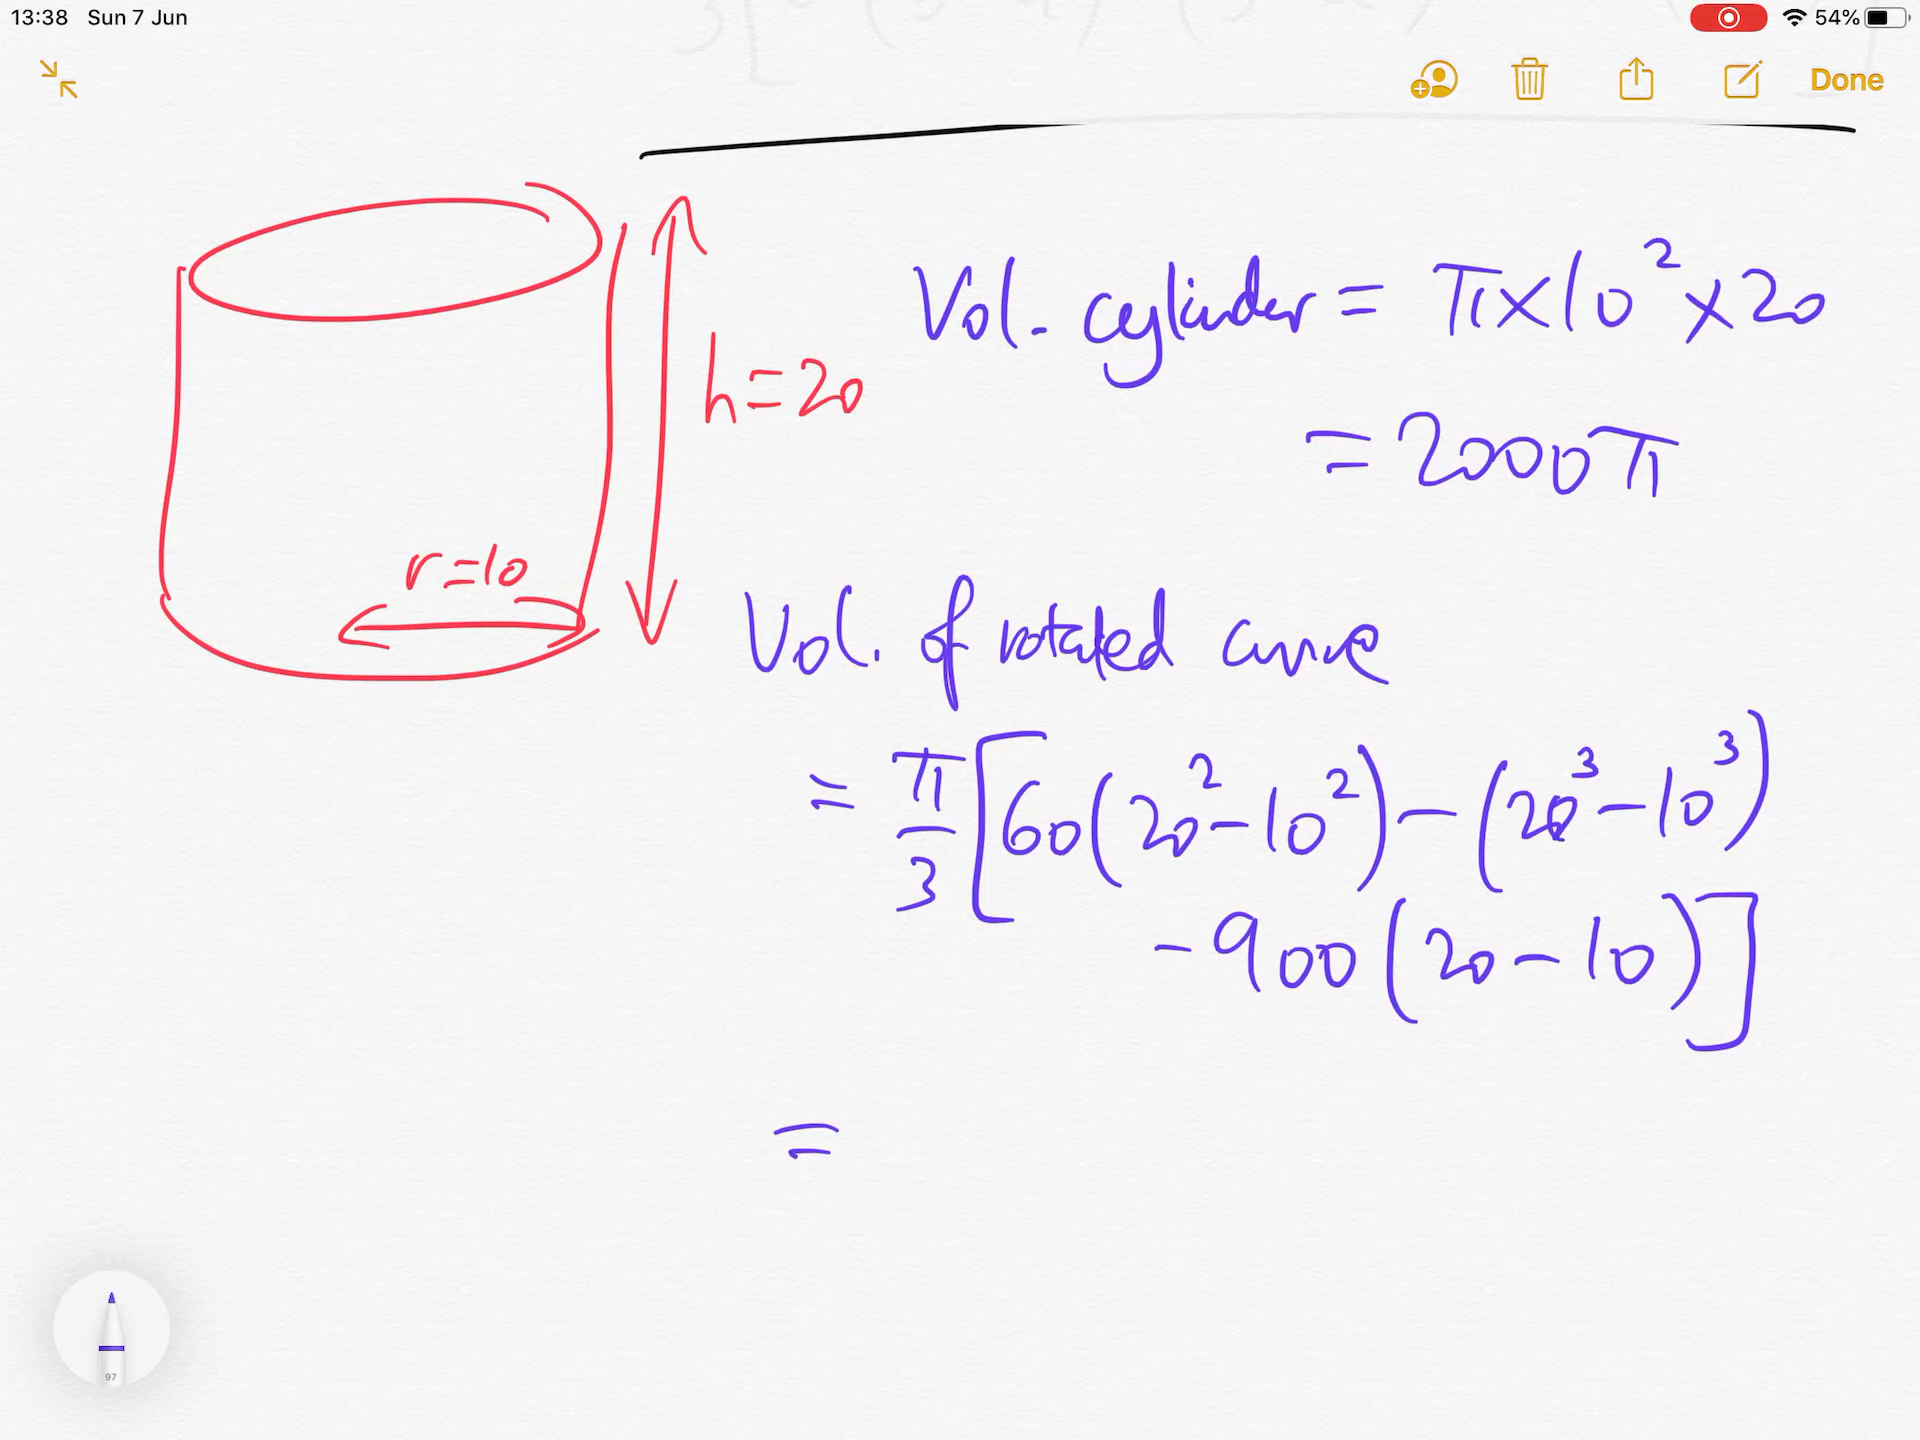 13:38 Sun 7 Jun 54%
Done
h=20
r=10
Vol. cylinder = π×10²×20
= 2000π
Vol. of rotated curve
= π/3 [60(20²-10²) - (20³-10³)
- 900(20-10)]
=
97